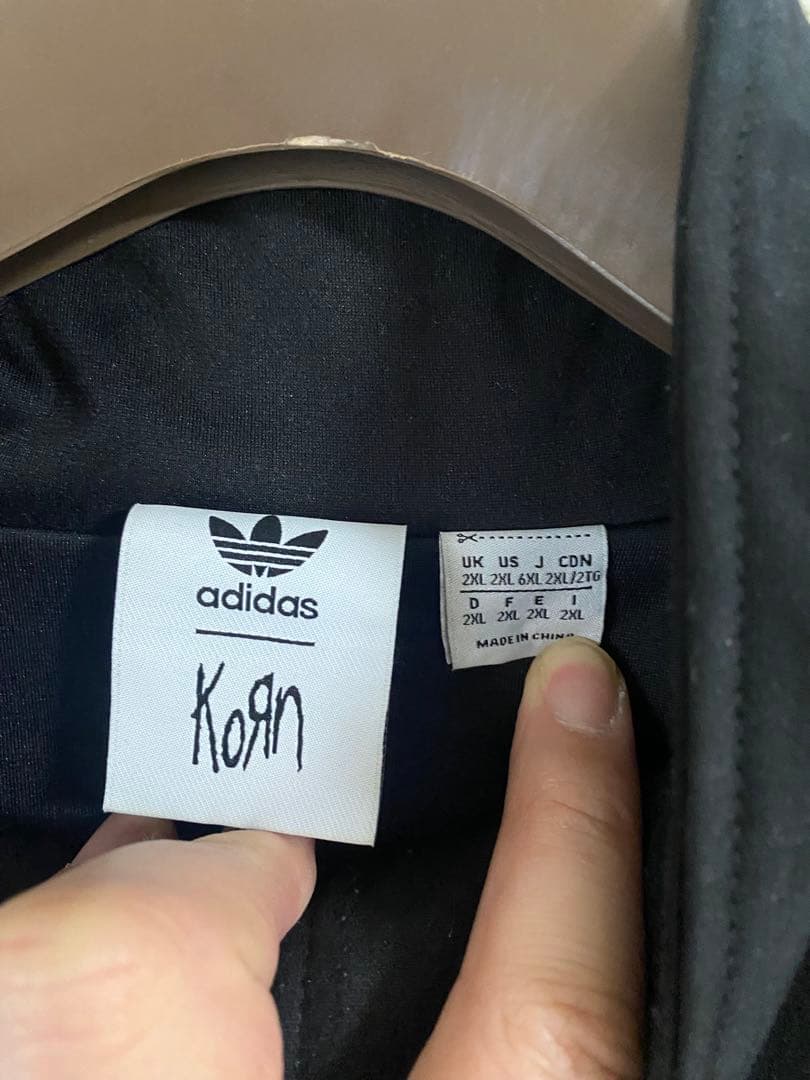 adidas
KoЯn
UK US J CDN
2XL 2XL 6XL 2XL/2TG
D F E I
2XL 2XL 2XL 2XL
MADE IN CHINA